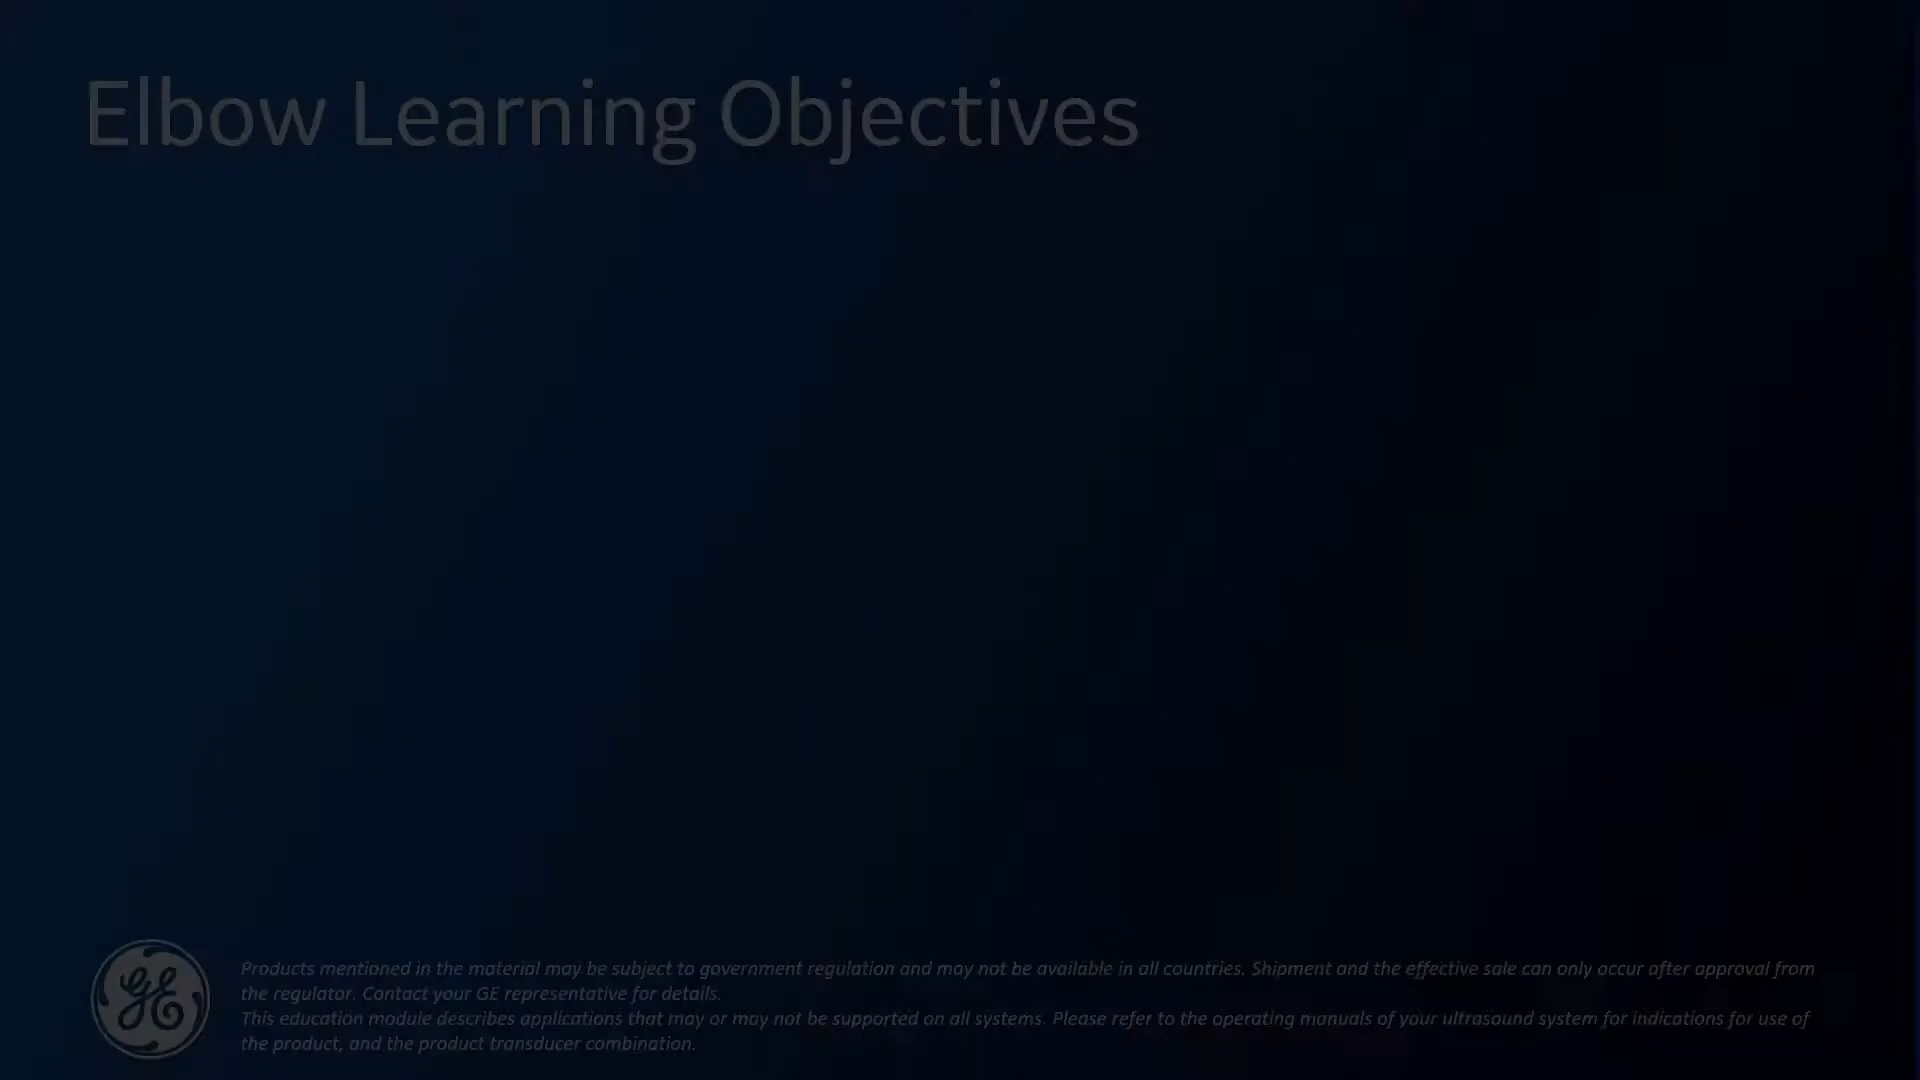 Elbow Learning Objectives
GE
Products mentioned in the material may be subject to government regulation and may not be available in all countries. Shipment and the effective sale can only occur after approval from
the regulator. Contact your GE representative for details.
This education module describes applications that may or may not be supported on all systems. Please refer to the operating manuals of your ultrasound system for indications for use of
the product, and the product transducer combination.